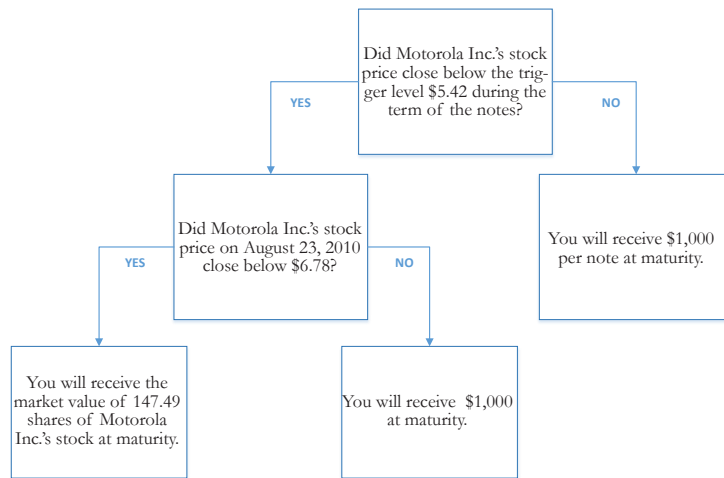 Did Motorola Inc.'s stock
price close below the trig-
ger level $5.42 during the
term of the notes?
YES
NO
Did Motorola Inc.'s stock
price on August 23, 2010
close below $6.78?
You will receive $1,000
per note at maturity.
YES
NO
You will receive the
market value of 147.49
shares of Motorola
Inc.'s stock at maturity.
You will receive $1,000
at maturity.